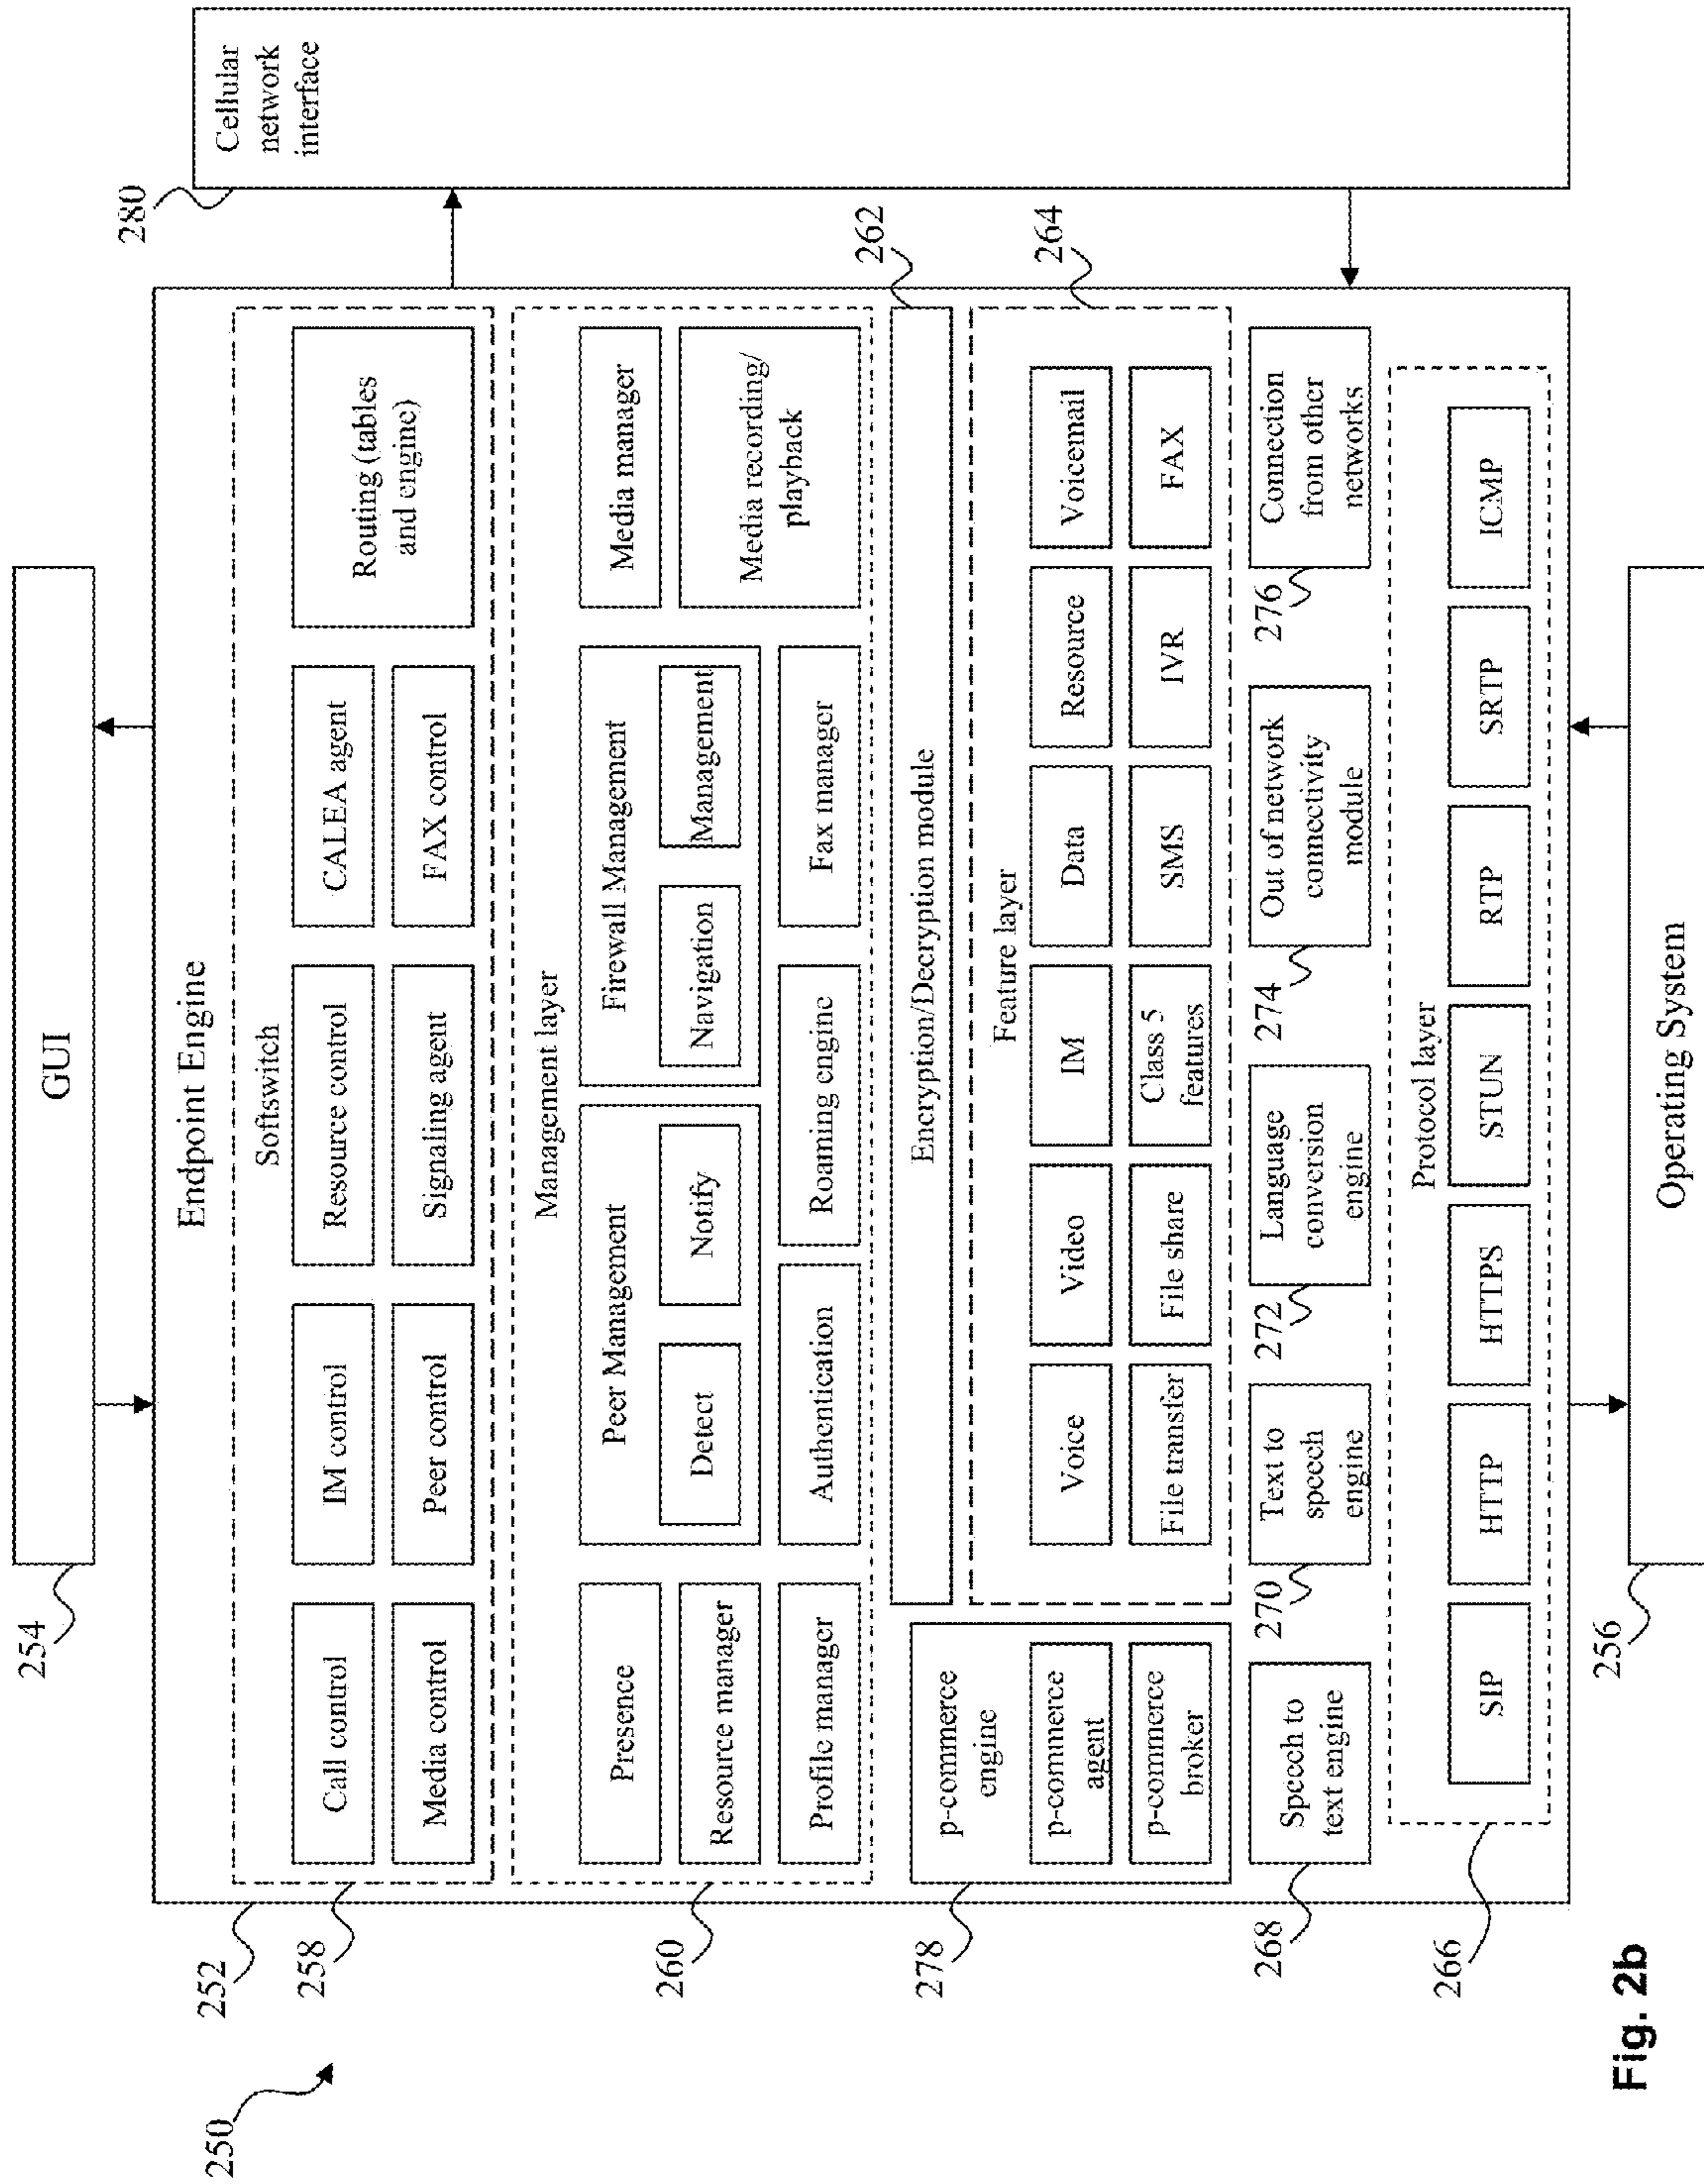 GUI
254
Endpoint Engine
252
250
Softswitch
258
Call control
IM control
Resource control
CALEA agent
Routing (tables
and engine)
Media control
Peer control
Signaling agent
FAX control
Management layer
260
Presence
Peer Management
Detect
Notify
Firewall Management
Navigation
Management
Media manager
Resource manager
Media recording/
playback
Profile manager
Authentication
Roaming engine
Fax manager
Encryption/Decryption module
262
p-commerce
engine
278
p-commerce
agent
p-commerce
broker
Feature layer
264
Voice
Video
IM
Data
Resource
Voicemail
File transfer
File share
Class 5
features
SMS
IVR
FAX
Speech to
text engine
268
270
Text to
speech
engine
272
Language
conversion
engine
274
Out of network
connectivity
module
276
Connection
from other
networks
Protocol layer
266
SIP
HTTP
HTTPS
STUN
RTP
SRTP
ICMP
Operating System
256
Cellular
network
interface
280
Fig. 2b